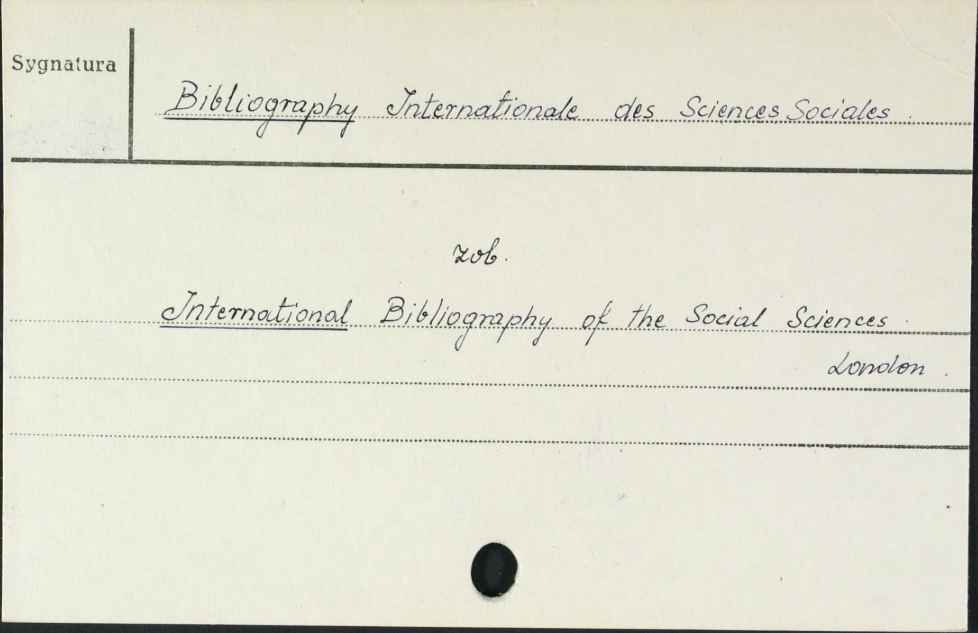 Sygnatura
Bibliography Internationale des Sciences Sociales.
zob.
International Bibliography of the Social Sciences.
London.